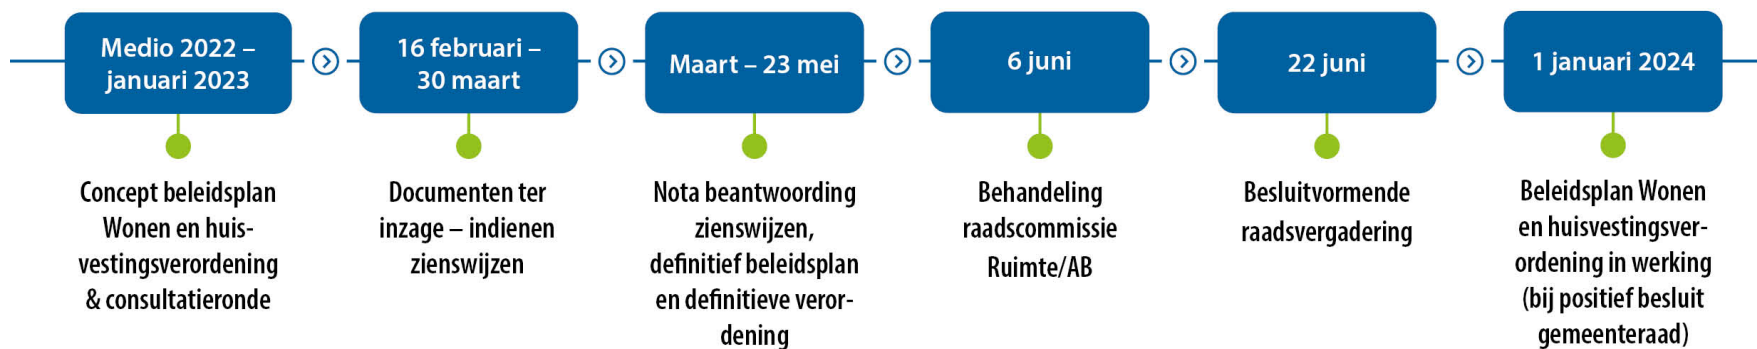 Medio 2022 –
januari 2023
16 februari –
30 maart
Maart – 23 mei
6 juni
22 juni
1 januari 2024
Concept beleidsplan
Wonen en huis-
vestingsverordening
& consultatieronde
Documenten ter
inzage – indienen
zienswijzen
Nota beantwoording
zienswijzen,
definitief beleidsplan
en definitieve veror-
dening
Behandeling
raadscommissie
Ruimte/AB
Besluitvormende
raadsvergadering
Beleidsplan Wonen
en huisvestingsver-
ordening in werking
(bij positief besluit
gemeenteraad)